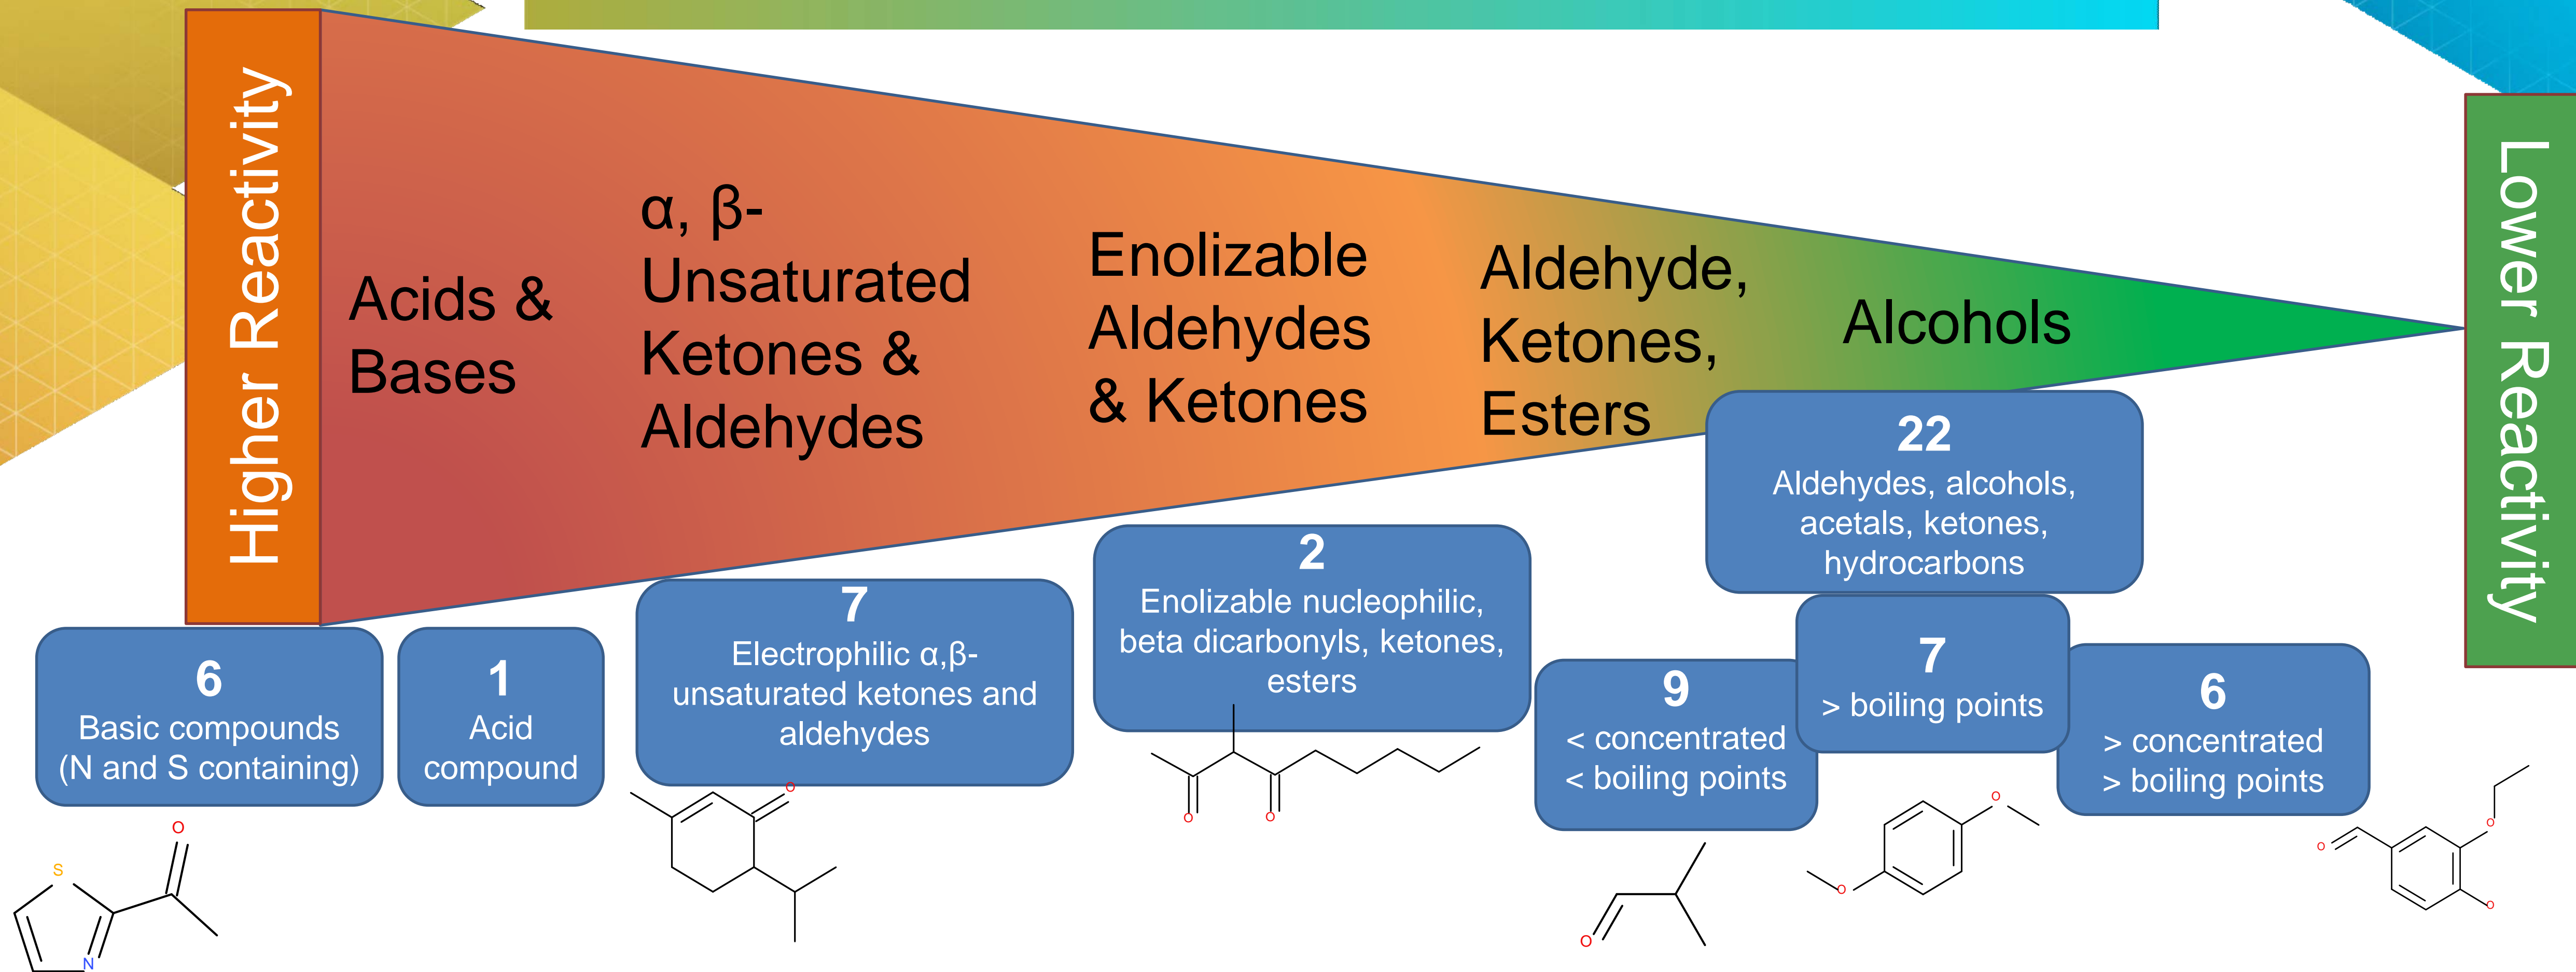 Higher Reactivity
Acids &
Bases
α, β-
Unsaturated
Ketones &
Aldehydes
Enolizable
Aldehydes
& Ketones
Aldehyde,
Ketones,
Esters
Alcohols
Lower Reactivity
6
Basic compounds
(N and S containing)
1
Acid
compound
7
Electrophilic α,β-
unsaturated ketones and
aldehydes
2
Enolizable nucleophilic,
beta dicarbonyls, ketones,
esters
22
Aldehydes, alcohols,
acetals, ketones,
hydrocarbons
9
< concentrated
< boiling points
7
> boiling points
6
> concentrated
> boiling points
O
S
N
O
O
O
O
O
O
O
O
O